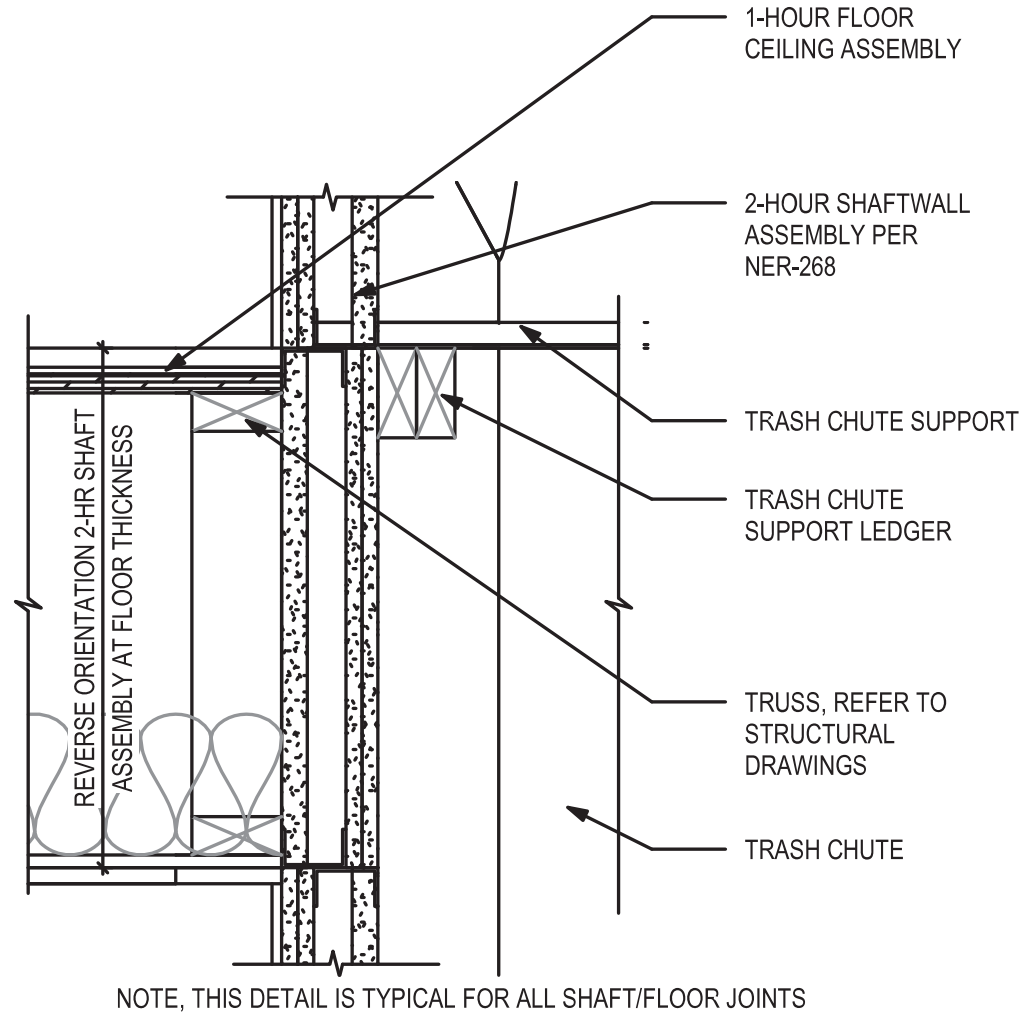 1-HOUR FLOOR
CEILING ASSEMBLY
2-HOUR SHAFTWALL
ASSEMBLY PER
NER-268
TRASH CHUTE SUPPORT
TRASH CHUTE
SUPPORT LEDGER
TRUSS, REFER TO
STRUCTURAL
DRAWINGS
TRASH CHUTE
REVERSE ORIENTATION 2-HR SHAFT
ASSEMBLY AT FLOOR THICKNESS
NOTE, THIS DETAIL IS TYPICAL FOR ALL SHAFT/FLOOR JOINTS